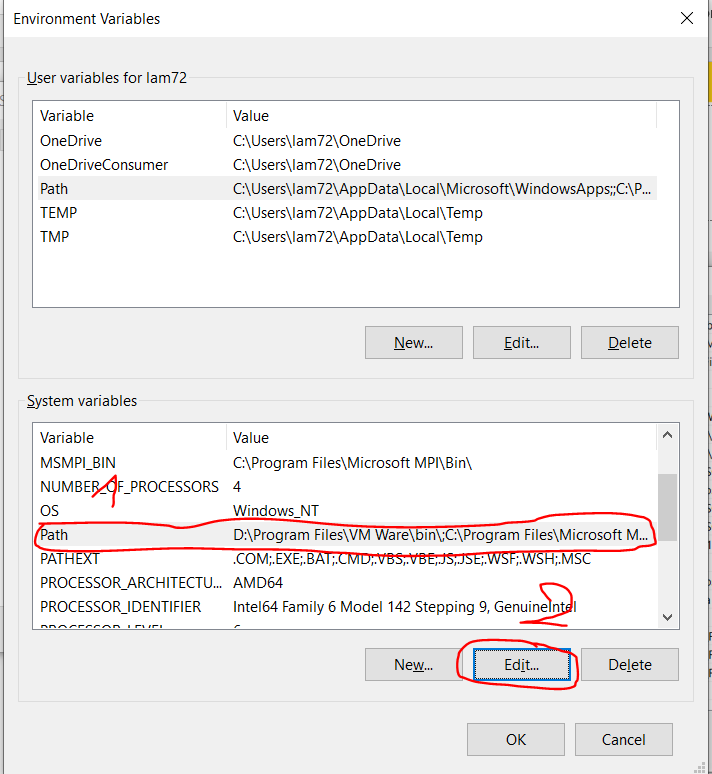 Environment Variables
User variables for lam72
Variable Value
OneDrive C:\Users\lam72\OneDrive
OneDriveConsumer C:\Users\lam72\OneDrive
Path C:\Users\lam72\AppData\Local\Microsoft\WindowsApps;;C:\P...
TEMP C:\Users\lam72\AppData\Local\Temp
TMP C:\Users\lam72\AppData\Local\Temp
New... Edit... Delete
System variables
Variable Value
MSMPI_BIN C:\Program Files\Microsoft MPI\Bin\
1
NUMBER_OF_PROCESSORS 4
OS Windows_NT
Path D:\Program Files\VM Ware\bin\;C:\Program Files\Microsoft M...
PATHEXT .COM;.EXE;.BAT;.CMD;.VBS;.VBE;.JS;.JSE;.WSF;.WSH;.MSC
PROCESSOR_ARCHITECTU... AMD64
PROCESSOR_IDENTIFIER Intel64 Family 6 Model 142 Stepping 9, GenuineIntel
2
New... Edit... Delete
OK Cancel